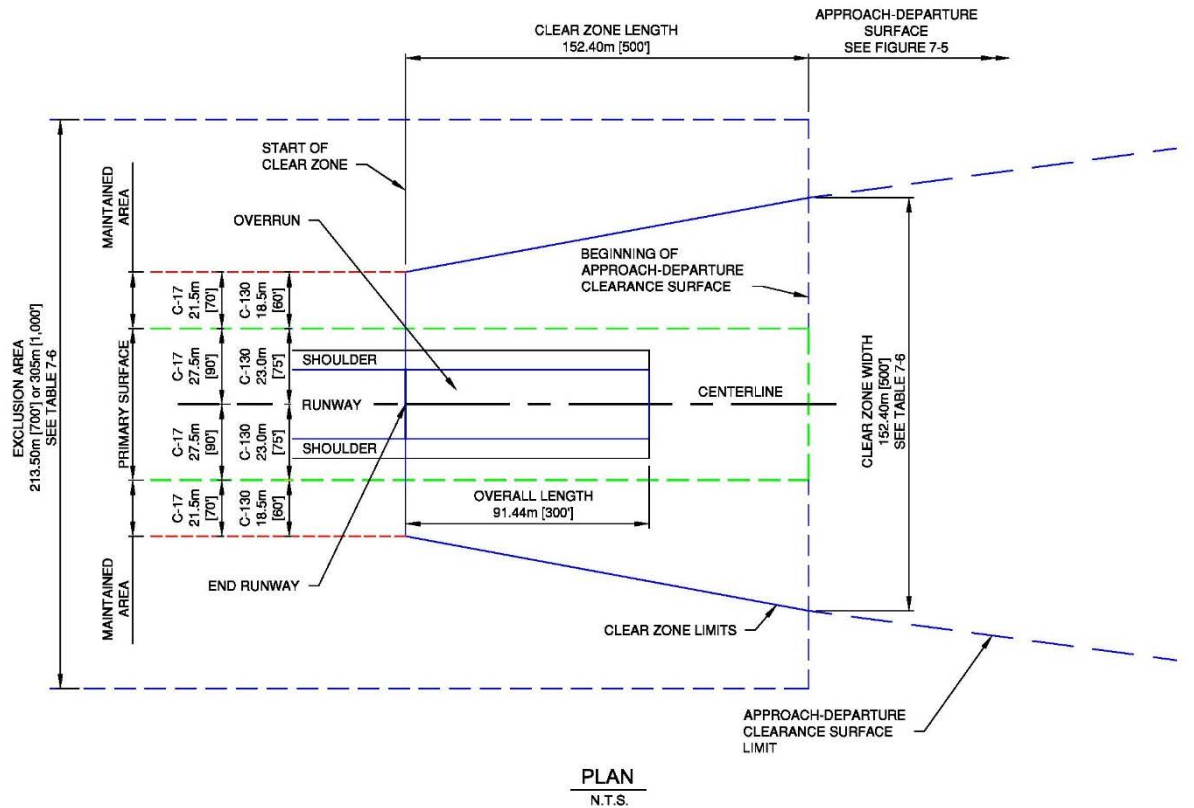 CLEAR ZONE LENGTH
152.40m [500']
APPROACH-DEPARTURE
SURFACE
SEE FIGURE 7-5
START OF
CLEAR ZONE
MAINTAINED
AREA
OVERRUN
BEGINNING OF
APPROACH-DEPARTURE
CLEARANCE SURFACE
C-17
21.5m
[70']
C-130
18.5m
[60']
EXCLUSION AREA
213.50m [700'] or 305m [1,000']
SEE TABLE 7-6
PRIMARY SURFACE
C-17
27.5m
[90']
C-130
23.0m
[75']
SHOULDER
RUNWAY
CENTERLINE
CLEAR ZONE WIDTH
152.40m [500']
SEE TABLE 7-6
C-17
27.5m
[90']
C-130
23.0m
[75']
SHOULDER
C-17
21.5m
[70']
C-130
18.5m
[60']
OVERALL LENGTH
91.44m [300']
MAINTAINED
AREA
END RUNWAY
CLEAR ZONE LIMITS
APPROACH-DEPARTURE
CLEARANCE SURFACE
LIMIT
PLAN
N.T.S.